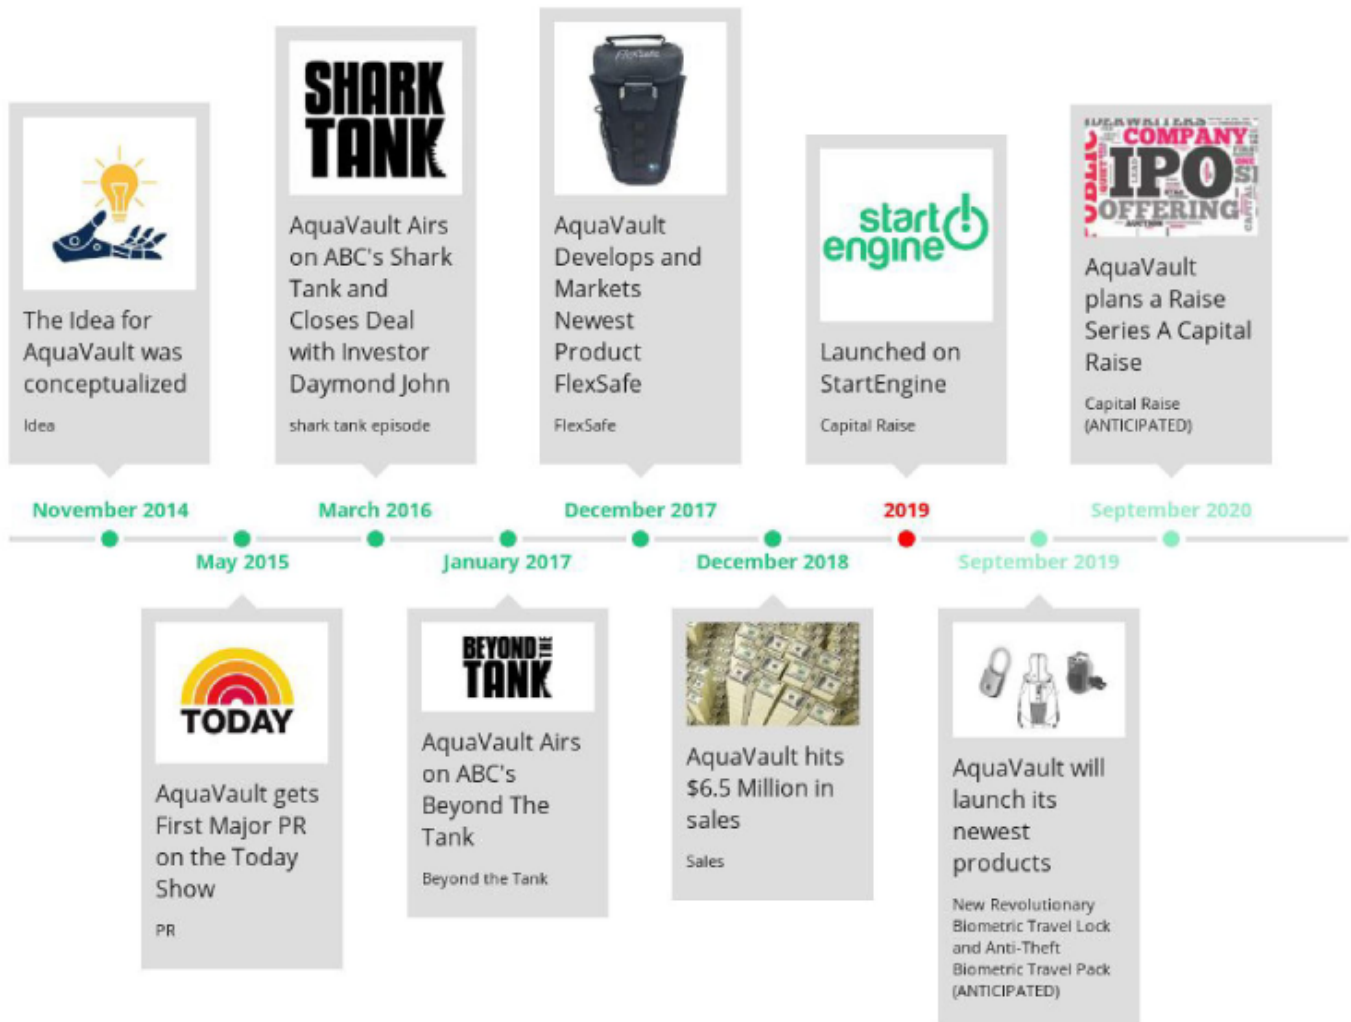 SHARK
TANK
AquaVault Airs
on ABC's Shark
Tank and
Closes Deal
with Investor
Daymond John
shark tank episode
FlexSafe
AquaVault
Develops and
Markets
Newest
Product
FlexSafe
FlexSafe
The Idea for
AquaVault was
conceptualized
Idea
start
engine
Launched on
StartEngine
Capital Raise
COMPANY
IPO
OFFERING
AUCTION
AquaVault
plans a Raise
Series A Capital
Raise
Capital Raise
(ANTICIPATED)
November 2014
March 2016
December 2017
2019
September 2020
May 2015
January 2017
December 2018
September 2019
TODAY
AquaVault gets
First Major PR
on the Today
Show
PR
BEYOND THE
TANK
AquaVault Airs
on ABC's
Beyond The
Tank
Beyond the Tank
AquaVault hits
$6.5 Million in
sales
Sales
AquaVault will
launch its
newest
products
New Revolutionary
Biometric Travel Lock
and Anti-Theft
Biometric Travel Pack
(ANTICIPATED)